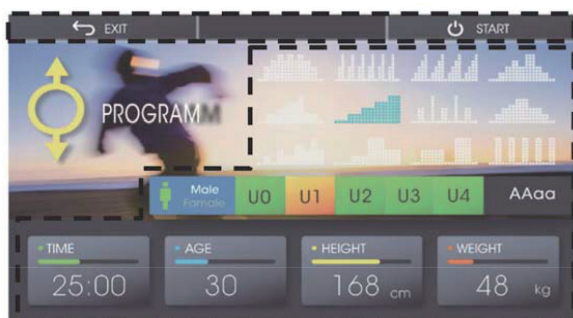 EXIT
START
PROGRAM
Male
Famale
U0 U1 U2 U3 U4 AAaa
TIME
25:00
AGE
30
HEIGHT
168 cm
WEIGHT
48 kg